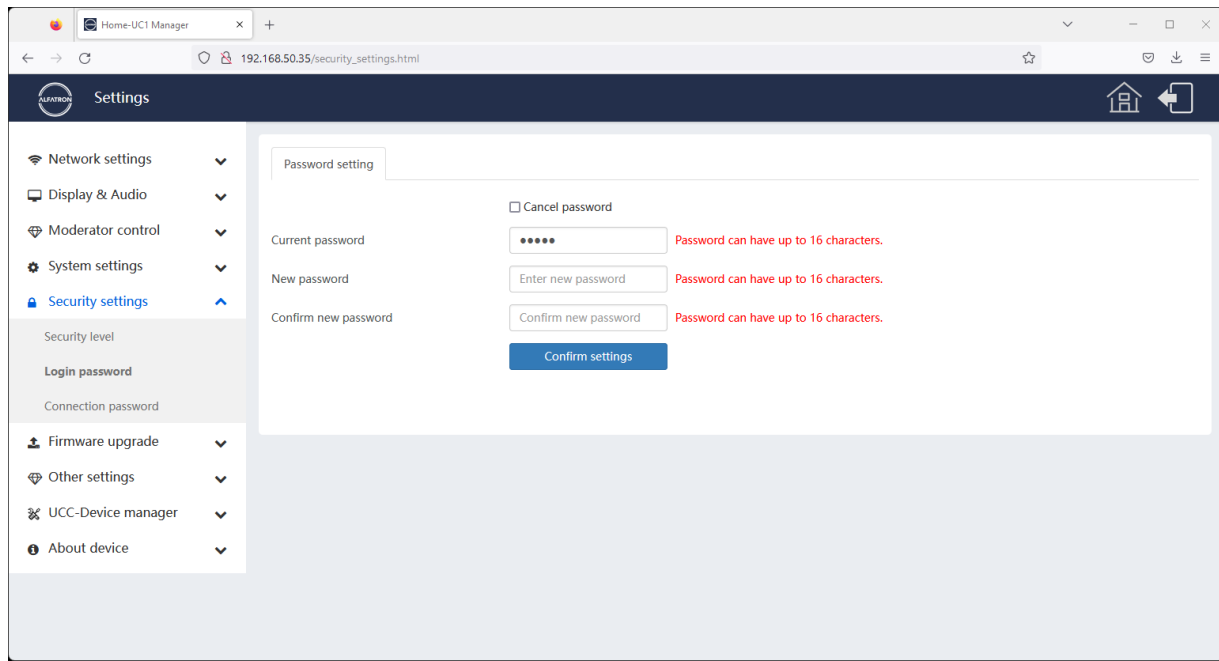 Home-UC1 Manager
192.168.50.35/security_settings.html
ALFATRON
Settings
Network settings
Display & Audio
Moderator control
System settings
Security settings
Security level
Login password
Connection password
Firmware upgrade
Other settings
UCC-Device manager
About device
Password setting
Cancel password
Current password ••••• Password can have up to 16 characters.
New password Enter new password Password can have up to 16 characters.
Confirm new password Confirm new password Password can have up to 16 characters.
Confirm settings